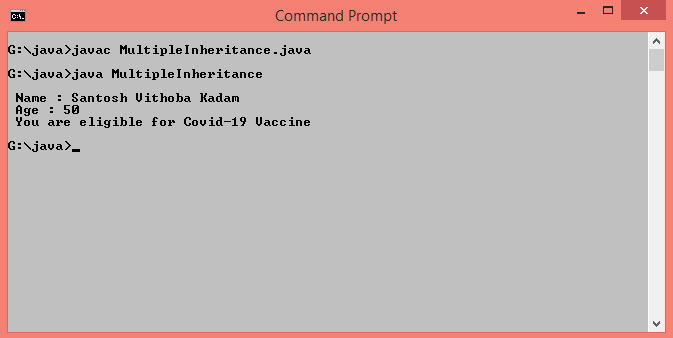 Command Prompt
G:\java>javac MultipleInheritance.java
G:\java>java MultipleInheritance
Name : Santosh Vithoba Kadam
Age : 50
You are eligible for Covid-19 Vaccine
G:\java>_